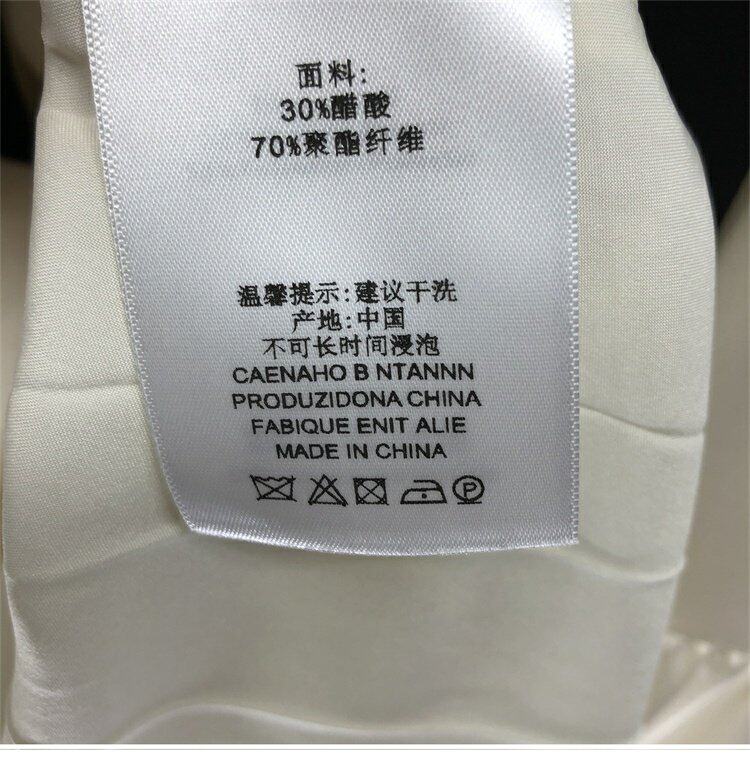 面料:
30%醋酸
70%聚酯纤维
温馨提示:建议干洗
产地:中国
不可长时间浸泡
CAENAHO B NTANNN
PRODUZIDONA CHINA
FABIQUE ENIT ALIE
MADE IN CHINA
P